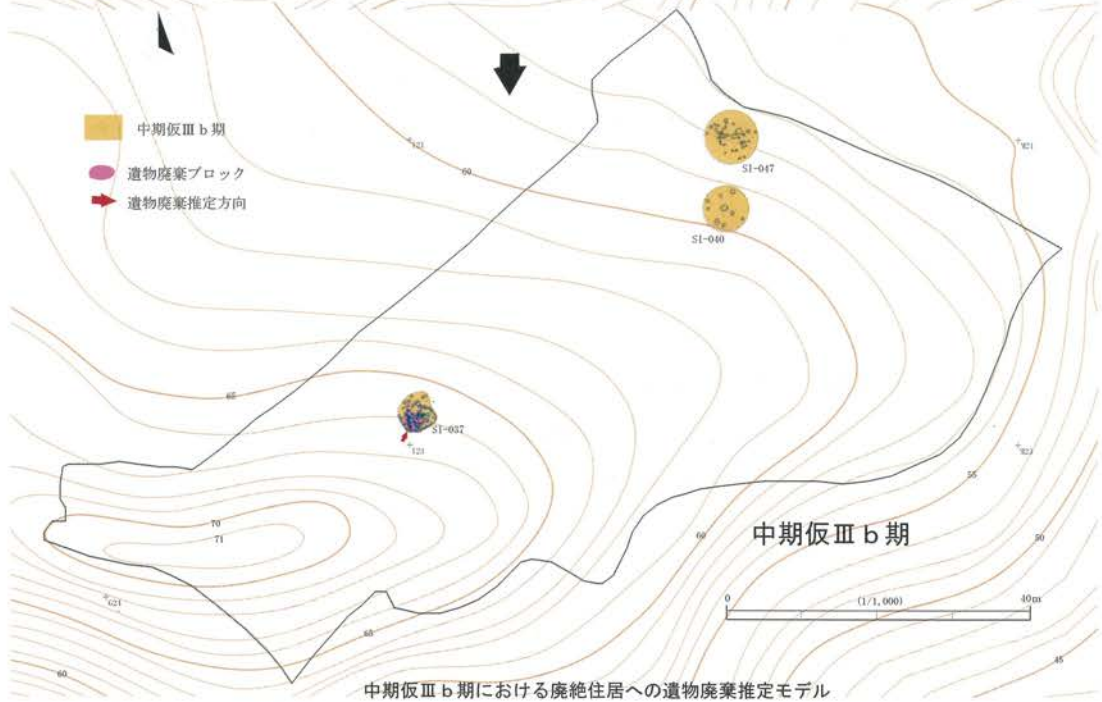 中期仮Ⅲb期
遺物廃棄ブロック
遺物廃棄推定方向
60
SI-047
SI-040
65
SI-037
I23
70
71
G24
65
60
60
55
50
45
中期仮Ⅲb期
0 (1/1,000) 40m
中期仮Ⅲb期における廃絶住居への遺物廃棄推定モデル